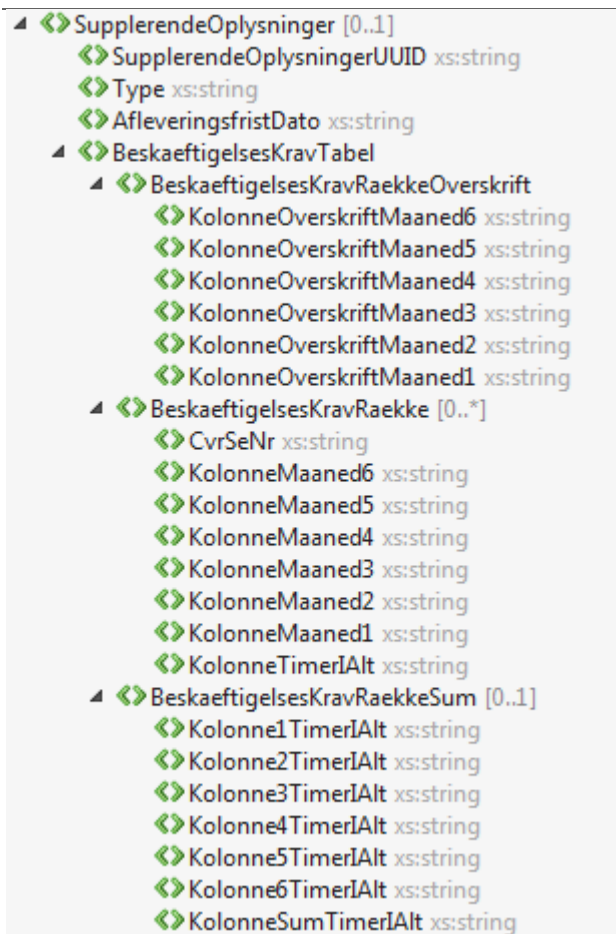 SupplerendeOplysninger [0..1]
SupplerendeOplysningerUUID xs:string
Type xs:string
AfleveringsfristDato xs:string
BeskaeftigelsesKravTabel
BeskaeftigelsesKravRaekkeOverskrift
KolonneOverskriftMaaned6 xs:string
KolonneOverskriftMaaned5 xs:string
KolonneOverskriftMaaned4 xs:string
KolonneOverskriftMaaned3 xs:string
KolonneOverskriftMaaned2 xs:string
KolonneOverskriftMaaned1 xs:string
BeskaeftigelsesKravRaekke [0..*]
CvrSeNr xs:string
KolonneMaaned6 xs:string
KolonneMaaned5 xs:string
KolonneMaaned4 xs:string
KolonneMaaned3 xs:string
KolonneMaaned2 xs:string
KolonneMaaned1 xs:string
KolonneTimerIAlt xs:string
BeskaeftigelsesKravRaekkeSum [0..1]
Kolonne1TimerIAlt xs:string
Kolonne2TimerIAlt xs:string
Kolonne3TimerIAlt xs:string
Kolonne4TimerIAlt xs:string
Kolonne5TimerIAlt xs:string
Kolonne6TimerIAlt xs:string
KolonneSumTimerIAlt xs:string